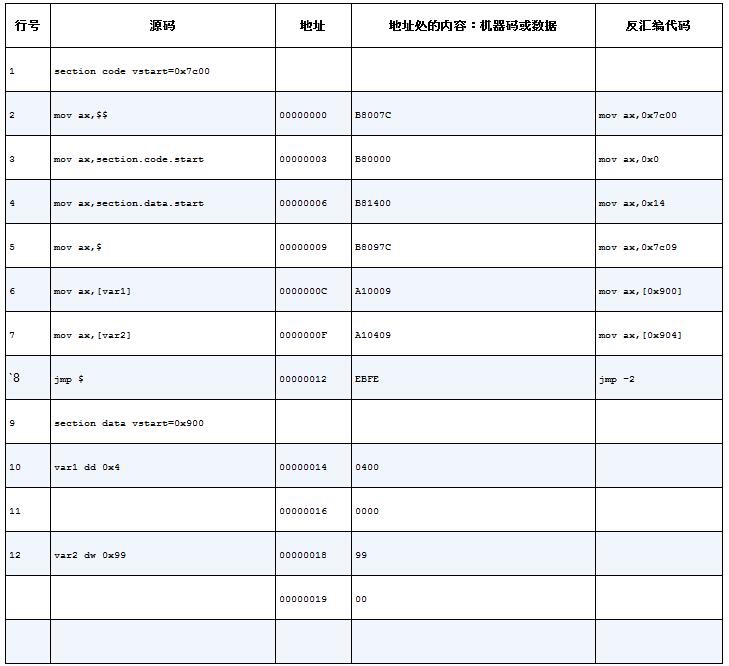 行号 源码 地址 地址处的内容：机器码或数据 反汇编代码
1 section code vstart=0x7c00
2 mov ax,$$ 00000000 B8007C mov ax,0x7c00
3 mov ax,section.code.start 00000003 B80000 mov ax,0x0
4 mov ax,section.data.start 00000006 B81400 mov ax,0x14
5 mov ax,$ 00000009 B8097C mov ax,0x7c09
6 mov ax,[var1] 0000000C A10009 mov ax,[0x900]
7 mov ax,[var2] 0000000F A10409 mov ax,[0x904]
`8 jmp $ 00000012 EBFE jmp -2
9 section data vstart=0x900
10 var1 dd 0x4 00000014 0400
11 00000016 0000
12 var2 dw 0x99 00000018 99
00000019 00